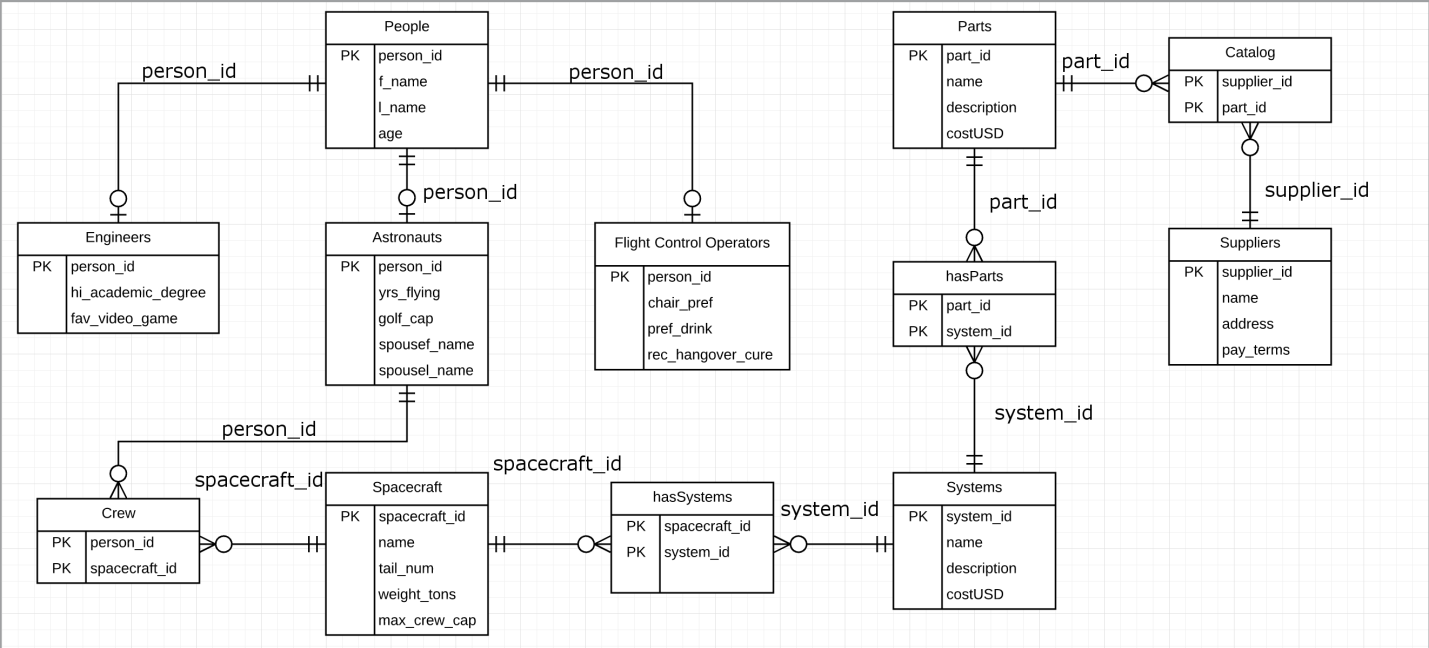 People
PK person_id
f_name
l_name
age
person_id
person_id
person_id
Engineers
PK person_id
hi_academic_degree
fav_video_game
Astronauts
PK person_id
yrs_flying
golf_cap
spousef_name
spousel_name
Flight Control Operators
PK person_id
chair_pref
pref_drink
rec_hangover_cure
person_id
Crew
PK person_id
PK spacecraft_id
spacecraft_id
Spacecraft
PK spacecraft_id
name
tail_num
weight_tons
max_crew_cap
spacecraft_id
hasSystems
PK spacecraft_id
PK system_id
system_id
Parts
PK part_id
name
description
costUSD
part_id
Catalog
PK supplier_id
PK part_id
supplier_id
Suppliers
PK supplier_id
name
address
pay_terms
part_id
hasParts
PK part_id
PK system_id
system_id
Systems
PK system_id
name
description
costUSD